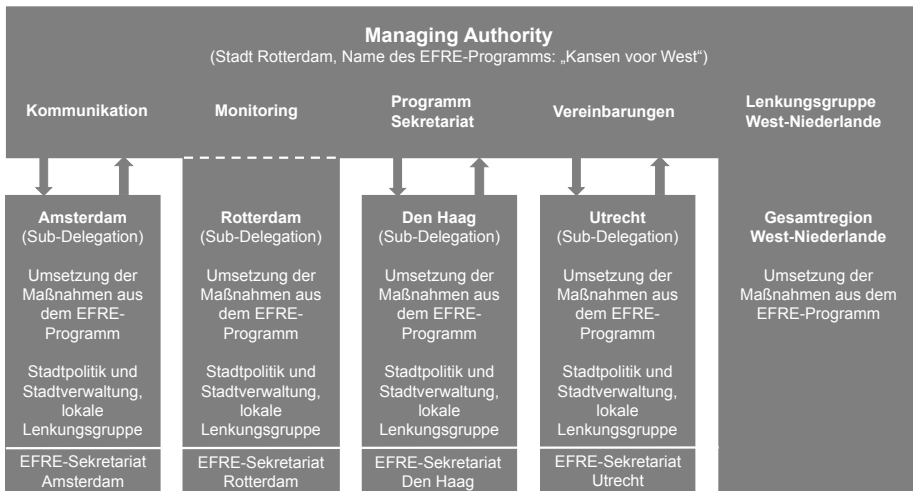 Managing Authority
(Stadt Rotterdam, Name des EFRE-Programms: „Kansen voor West“)
Kommunikation
Monitoring
Programm
Sekretariat
Vereinbarungen
Lenkungsgruppe
West-Niederlande
Amsterdam
(Sub-Delegation)
Umsetzung der
Maßnahmen aus
dem EFRE-
Programm
Stadtpolitik und
Stadtverwaltung,
lokale
Lenkungsgruppe
EFRE-Sekretariat
Amsterdam
Rotterdam
(Sub-Delegation)
Umsetzung der
Maßnahmen aus
dem EFRE-
Programm
Stadtpolitik und
Stadtverwaltung,
lokale
Lenkungsgruppe
EFRE-Sekretariat
Rotterdam
Den Haag
(Sub-Delegation)
Umsetzung der
Maßnahmen aus
dem EFRE-
Programm
Stadtpolitik und
Stadtverwaltung,
lokale
Lenkungsgruppe
EFRE-Sekretariat
Den Haag
Utrecht
(Sub-Delegation)
Umsetzung der
Maßnahmen aus
dem EFRE-
Programm
Stadtpolitik und
Stadtverwaltung,
lokale
Lenkungsgruppe
EFRE-Sekretariat
Utrecht
Gesamtregion
West-Niederlande
Umsetzung der
Maßnahmen aus dem
EFRE-Programm